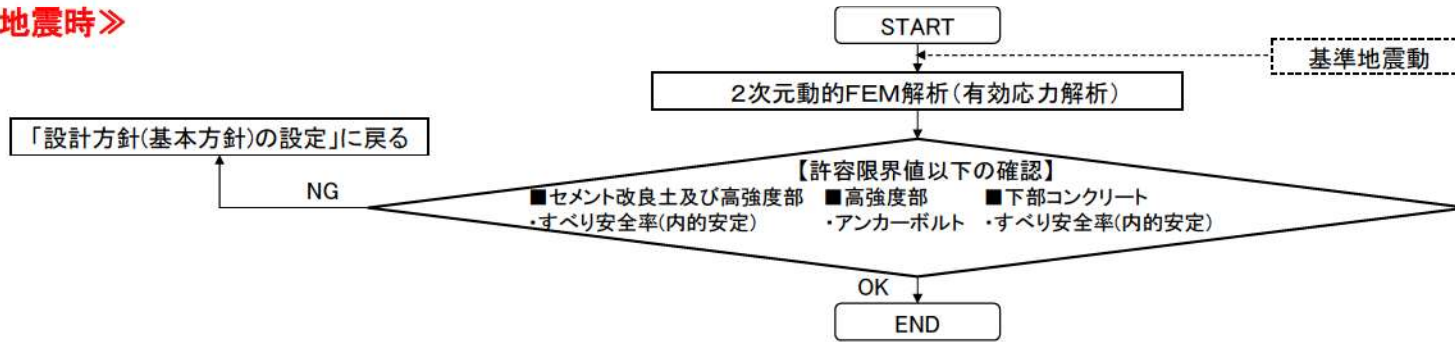 地震時≫
START
基準地震動
2次元動的FEM解析(有効応力解析)
「設計方針(基本方針)の設定」に戻る
【許容限界値以下の確認】
NG
■セメント改良土及び高強度部 ■高強度部 ■下部コンクリート
・すべり安全率(内的安定) ・アンカーボルト ・すべり安全率(内的安定)
OK
END